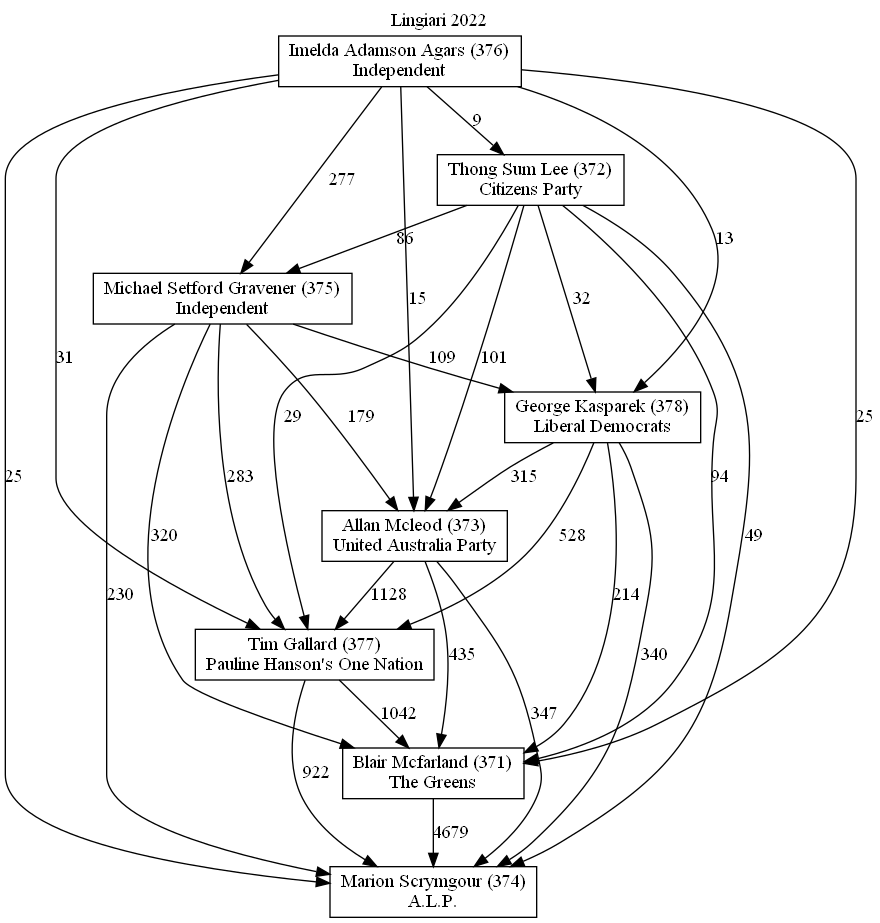 Lingiari 2022
Imelda Adamson Agars (376)
Independent
9
Thong Sum Lee (372)
Citizens Party
277
86
13
Michael Setford Gravener (375)
Independent
15
32
31
109
101
George Kasparek (378)
Liberal Democrats
29
179
25
25
283
315
94
Allan Mcleod (373)
United Australia Party
320
528
49
230
1128
214
Tim Gallard (377)
Pauline Hanson's One Nation
435
340
1042
347
Blair Mcfarland (371)
The Greens
922
4679
Marion Scrymgour (374)
A.L.P.